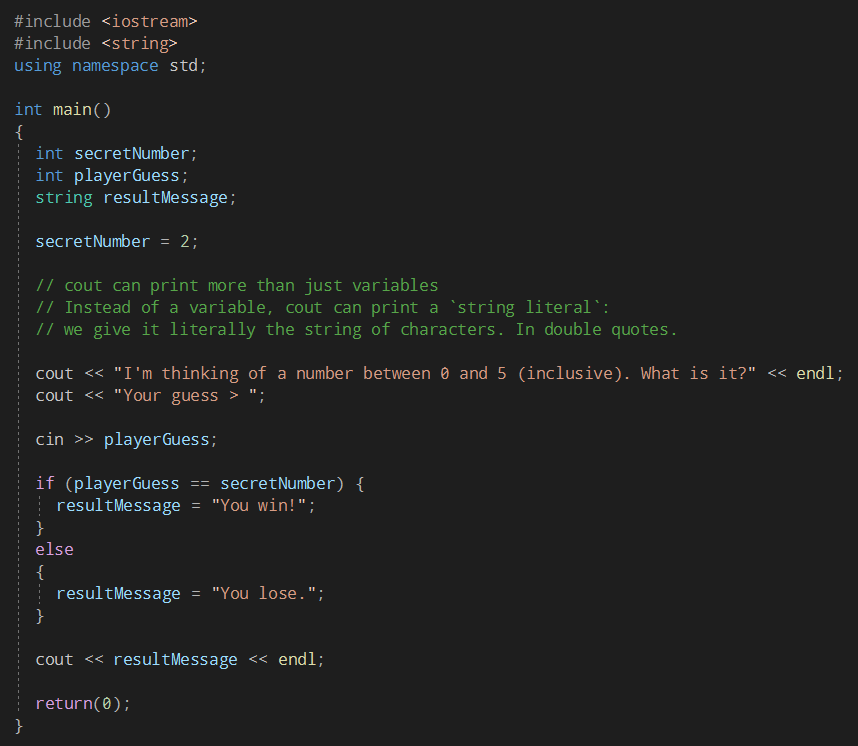 #include <iostream>
#include <string>
using namespace std;

int main()
{
  int secretNumber;
  int playerGuess;
  string resultMessage;

  secretNumber = 2;

  // cout can print more than just variables
  // Instead of a variable, cout can print a `string literal`:
  // we give it literally the string of characters. In double quotes.

  cout << "I'm thinking of a number between 0 and 5 (inclusive). What is it?" << endl;
  cout << "Your guess > ";

  cin >> playerGuess;

  if (playerGuess == secretNumber) {
    resultMessage = "You win!";
  }
  else
  {
    resultMessage = "You lose.";
  }

  cout << resultMessage << endl;

  return(0);
}